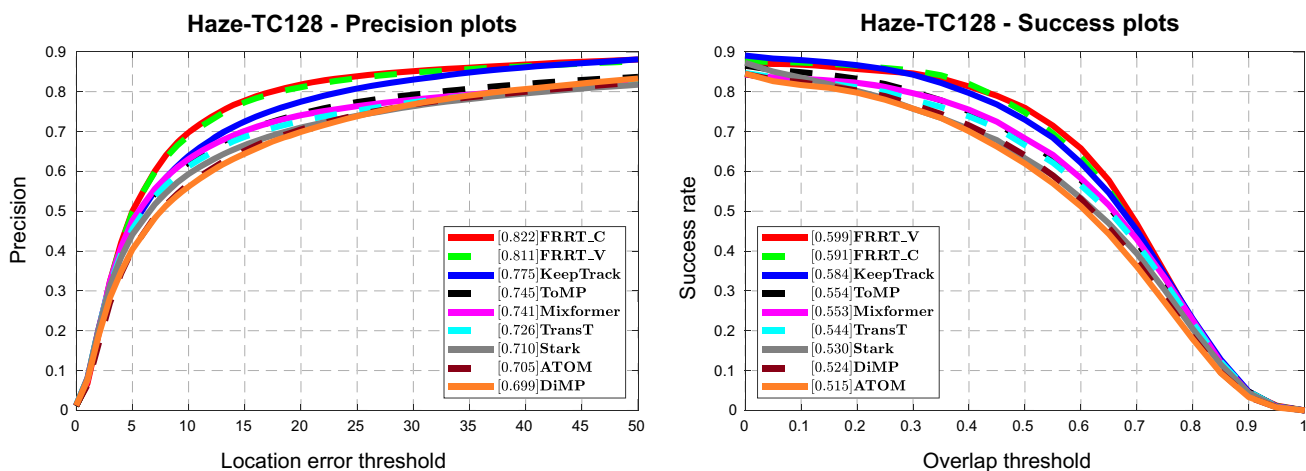 Haze-TC128 - Precision plots
0.9
0.8
0.7
0.6
0.5
0.4
0.3
0.2
0.1
0
Precision
[0.822]FRRT_C
[0.811]FRRT_V
[0.775]KeepTrack
[0.745]ToMP
[0.741]Mixformer
[0.726]TransT
[0.710]Stark
[0.705]ATOM
[0.699]DiMP
0 5 10 15 20 25 30 35 40 45 50
Location error threshold
Haze-TC128 - Success plots
0.9
0.8
0.7
0.6
0.5
0.4
0.3
0.2
0.1
0
Success rate
[0.599]FRRT_V
[0.591]FRRT_C
[0.584]KeepTrack
[0.554]ToMP
[0.553]Mixformer
[0.544]TransT
[0.530]Stark
[0.524]DiMP
[0.515]ATOM
0 0.1 0.2 0.3 0.4 0.5 0.6 0.7 0.8 0.9 1
Overlap threshold